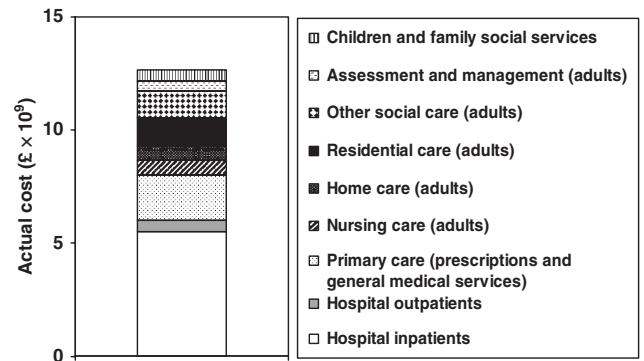 15
10
5
0
Actual cost (£ × 10⁹)
Children and family social services
Assessment and management (adults)
Other social care (adults)
Residential care (adults)
Home care (adults)
Nursing care (adults)
Primary care (prescriptions and
general medical services)
Hospital outpatients
Hospital inpatients